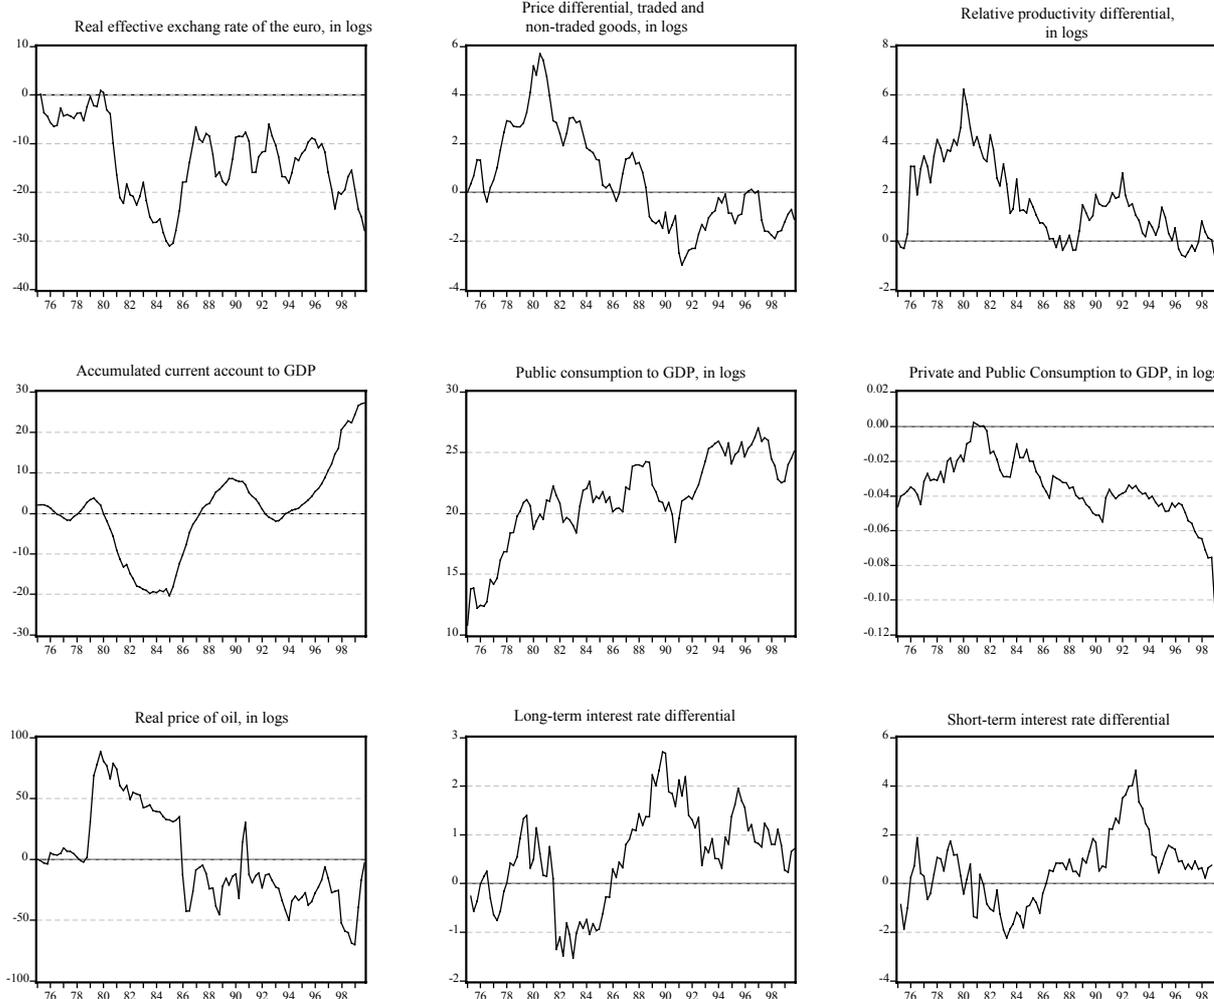 Real effective exchang rate of the euro, in logs
Price differential, traded and
non-traded goods, in logs
Relative productivity differential,
in logs
10
0
-10
-20
-30
-40
76 78 80 82 84 86 88 90 92 94 96 98
6
4
2
0
-2
-4
76 78 80 82 84 86 88 90 92 94 96 98
8
6
4
2
0
-2
76 78 80 82 84 86 88 90 92 94 96 98
Accumulated current account to GDP
Public consumption to GDP, in logs
Private and Public Consumption to GDP, in logs
30
20
10
0
-10
-20
-30
76 78 80 82 84 86 88 90 92 94 96 98
30
25
20
15
10
76 78 80 82 84 86 88 90 92 94 96 98
0.02
0.00
-0.02
-0.04
-0.06
-0.08
-0.10
-0.12
76 78 80 82 84 86 88 90 92 94 96 98
Real price of oil, in logs
Long-term interest rate differential
Short-term interest rate differential
100
50
0
-50
-100
76 78 80 82 84 86 88 90 92 94 96 98
3
2
1
0
-1
-2
76 78 80 82 84 86 88 90 92 94 96 98
6
4
2
0
-2
-4
76 78 80 82 84 86 88 90 92 94 96 98